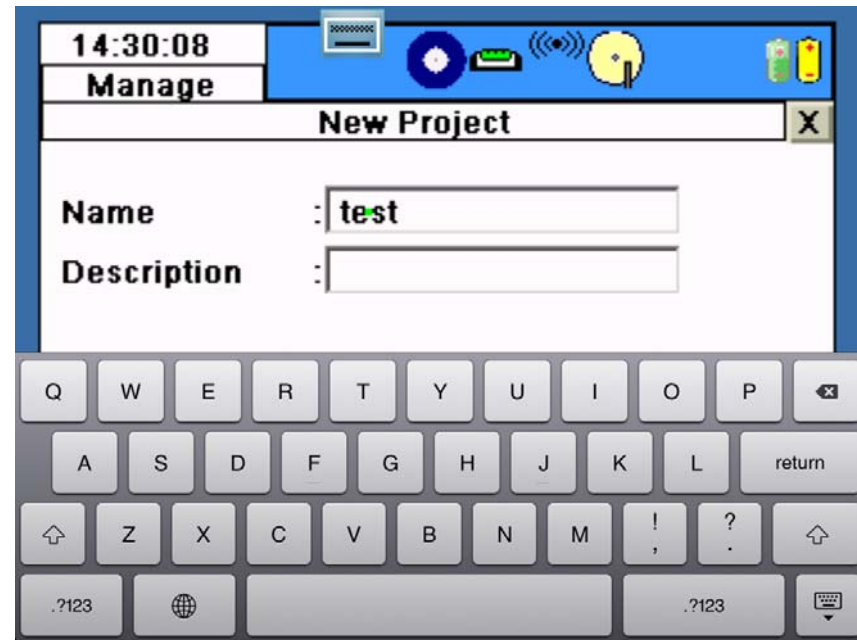 14:30:08
Manage
New Project X
Name : test
Description :
Q W E R T Y U I O P
A S D F G H J K L return
Z X C V B N M ! , ? .
.?123 .?123